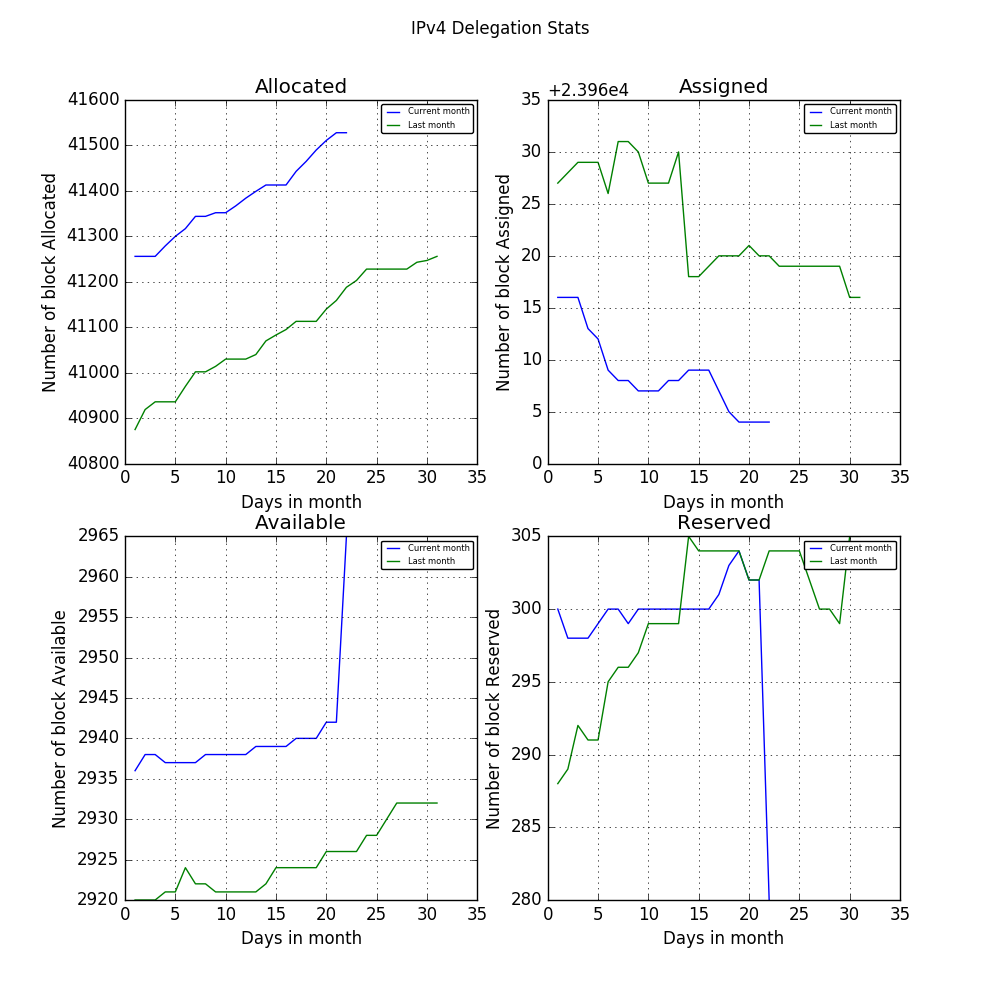 IPv4 Delegation Stats
Allocated
41600
41500
41400
41300
41200
41100
41000
40900
40800
0 5 10 15 20 25 30 35
Number of block Allocated
Days in month
Current month
Last month
+2.396e4
Assigned
35
30
25
20
15
10
5
0
0 5 10 15 20 25 30 35
Number of block Assigned
Days in month
Current month
Last month
Available
2965
2960
2955
2950
2945
2940
2935
2930
2925
2920
0 5 10 15 20 25 30 35
Number of block Available
Days in month
Current month
Last month
Reserved
305
300
295
290
285
280
0 5 10 15 20 25 30 35
Number of block Reserved
Days in month
Current month
Last month